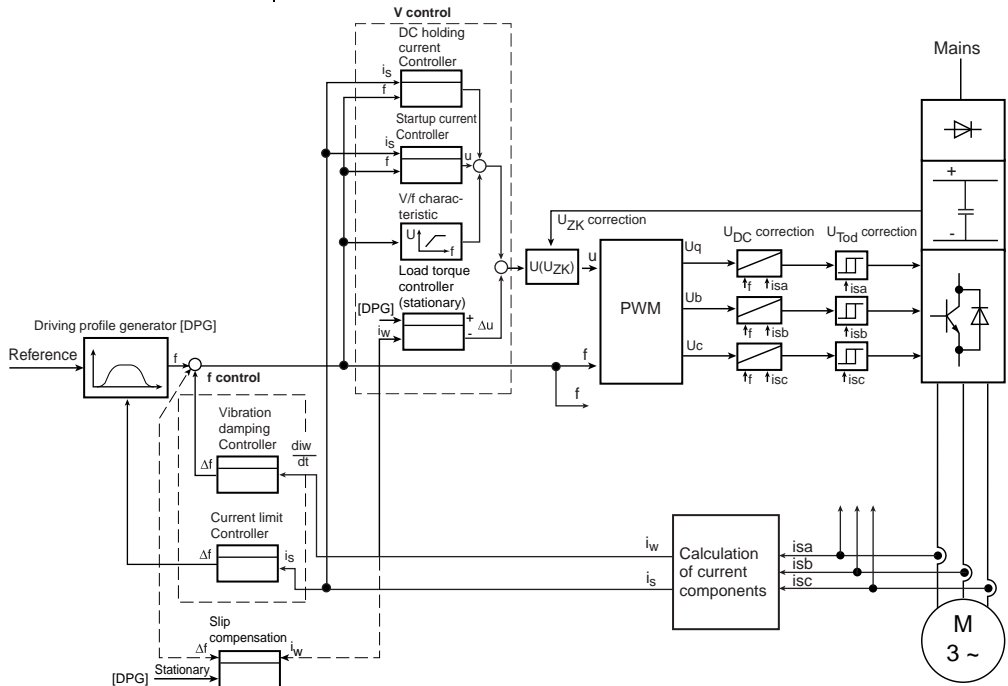 V control
DC holding
current
Controller
is
f
Startup current
Controller
is
f
u
V/f charac-
teristic
U
f
Load torque
controller
(stationary)
[DPG]
iw
+
-
Δu
Mains
+
-
UZK correction
U(UZK)
u
PWM
Uq
Ub
Uc
UDC correction
UTod correction
f
isa
isa
f
isb
isb
f
isc
isc
Driving profile generator [DPG]
Reference
f
f control
f
f
Vibration
damping
Controller
Δf
diw
dt
Current limit
Controller
Δf
is
iw
is
Calculation
of current
components
isa
isb
isc
M
3 ~
Slip
compensation
Δf
iw
[DPG]
Stationary